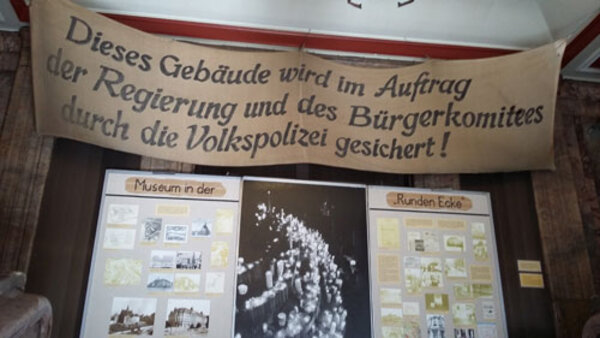 Dieses Gebäude wird im Auftrag
der Regierung und des Bürgerkomitees
durch die Volkspolizei gesichert!
Museum in der
„Runden Ecke"